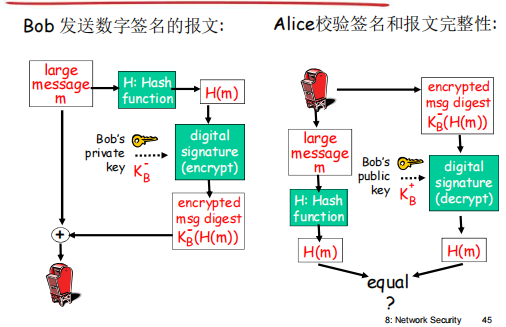 Bob 发送数字签名的报文:
large
message
m
H: Hash
function
H(m)
Bob's
private
key
K_B^-
digital
signature
(encrypt)
encrypted
msg digest
K_B^-(H(m))
+
Alice校验签名和报文完整性:
large
message
m
H: Hash
function
H(m)
encrypted
msg digest
K_B^-(H(m))
Bob's
public
key
K_B^+
digital
signature
(decrypt)
H(m)
equal
?
8: Network Security 45